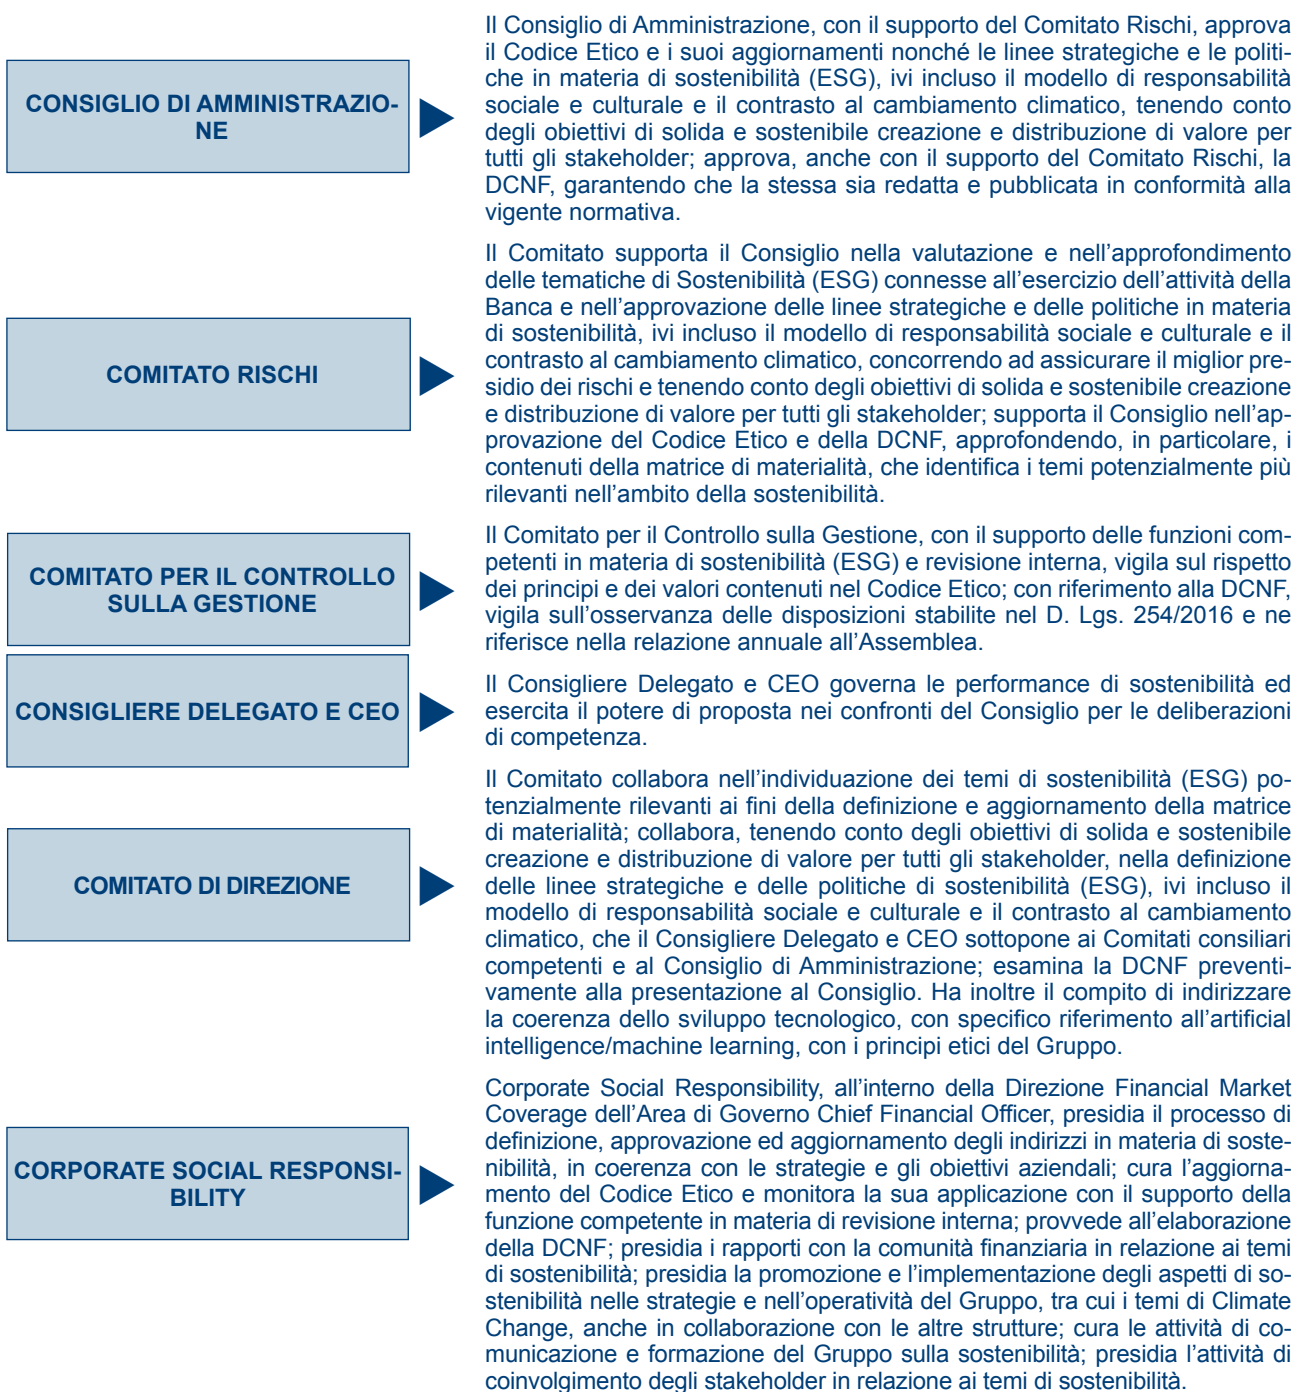 CONSIGLIO DI AMMINISTRAZIO-
NE
Il Consiglio di Amministrazione, con il supporto del Comitato Rischi, approva
il Codice Etico e i suoi aggiornamenti nonché le linee strategiche e le politi-
che in materia di sostenibilità (ESG), ivi incluso il modello di responsabilità
sociale e culturale e il contrasto al cambiamento climatico, tenendo conto
degli obiettivi di solida e sostenibile creazione e distribuzione di valore per
tutti gli stakeholder; approva, anche con il supporto del Comitato Rischi, la
DCNF, garantendo che la stessa sia redatta e pubblicata in conformità alla
vigente normativa.
COMITATO RISCHI
Il Comitato supporta il Consiglio nella valutazione e nell’approfondimento
delle tematiche di Sostenibilità (ESG) connesse all’esercizio dell’attività della
Banca e nell’approvazione delle linee strategiche e delle politiche in materia
di sostenibilità, ivi incluso il modello di responsabilità sociale e culturale e il
contrasto al cambiamento climatico, concorrendo ad assicurare il miglior pre-
sidio dei rischi e tenendo conto degli obiettivi di solida e sostenibile creazione
e distribuzione di valore per tutti gli stakeholder; supporta il Consiglio nell’ap-
provazione del Codice Etico e della DCNF, approfondendo, in particolare, i
contenuti della matrice di materialità, che identifica i temi potenzialmente più
rilevanti nell’ambito della sostenibilità.
COMITATO PER IL CONTROLLO
SULLA GESTIONE
Il Comitato per il Controllo sulla Gestione, con il supporto delle funzioni com-
petenti in materia di sostenibilità (ESG) e revisione interna, vigila sul rispetto
dei principi e dei valori contenuti nel Codice Etico; con riferimento alla DCNF,
vigila sull’osservanza delle disposizioni stabilite nel D. Lgs. 254/2016 e ne
riferisce nella relazione annuale all’Assemblea.
CONSIGLIERE DELEGATO E CEO
Il Consigliere Delegato e CEO governa le performance di sostenibilità ed
esercita il potere di proposta nei confronti del Consiglio per le deliberazioni
di competenza.
COMITATO DI DIREZIONE
Il Comitato collabora nell’individuazione dei temi di sostenibilità (ESG) po-
tenzialmente rilevanti ai fini della definizione e aggiornamento della matrice
di materialità; collabora, tenendo conto degli obiettivi di solida e sostenibile
creazione e distribuzione di valore per tutti gli stakeholder, nella definizione
delle linee strategiche e delle politiche di sostenibilità (ESG), ivi incluso il
modello di responsabilità sociale e culturale e il contrasto al cambiamento
climatico, che il Consigliere Delegato e CEO sottopone ai Comitati consiliari
competenti e al Consiglio di Amministrazione; esamina la DCNF preventi-
vamente alla presentazione al Consiglio. Ha inoltre il compito di indirizzare
la coerenza dello sviluppo tecnologico, con specifico riferimento all’artificial
intelligence/machine learning, con i principi etici del Gruppo.
CORPORATE SOCIAL RESPONSI-
BILITY
Corporate Social Responsibility, all’interno della Direzione Financial Market
Coverage dell’Area di Governo Chief Financial Officer, presidia il processo di
definizione, approvazione ed aggiornamento degli indirizzi in materia di soste-
nibilità, in coerenza con le strategie e gli obiettivi aziendali; cura l’aggiorna-
mento del Codice Etico e monitora la sua applicazione con il supporto della
funzione competente in materia di revisione interna; provvede all’elaborazione
della DCNF; presidia i rapporti con la comunità finanziaria in relazione ai temi
di sostenibilità; presidia la promozione e l’implementazione degli aspetti di so-
stenibilità nelle strategie e nell’operatività del Gruppo, tra cui i temi di Climate
Change, anche in collaborazione con le altre strutture; cura le attività di co-
municazione e formazione del Gruppo sulla sostenibilità; presidia l’attività di
coinvolgimento degli stakeholder in relazione ai temi di sostenibilità.